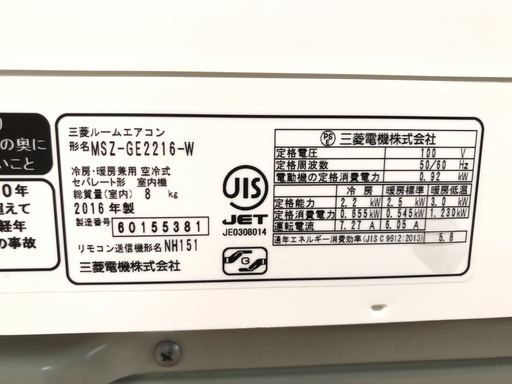 の奥に
いこと
0年
超えて
経年
の事故
三菱ルームエアコン
形名 MSZ-GE2216-W
冷房・暖房兼用 空冷式
セパレート形 室内機
総質量(室内) 8 kg
2016年製
製造番号 60155381
リモコン送信機形名 NH151
三菱電機株式会社
JIS
JET
JE0308014
PS E 三菱電機株式会社
定格電圧 100 V
定格周波数 50/60 Hz
電動機の定格消費電力 0.92 kW
冷房 暖房標準 暖房低温
定格能力 2.2 kW 2.5 kW 3.0 kW
定格消費電力 0.655kW 0.545kW 1.230kW
運転電流 7.27 A 6.05 A
通年エネルギー消費効率(JIS C 9612:2013) 5.8